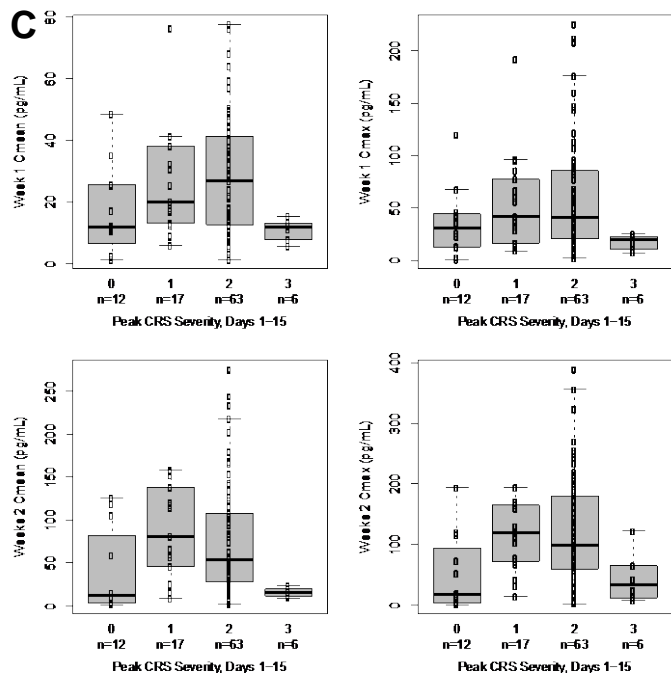 C
Week 1 Cmean (pg/mL)
80
60
40
20
0
0 1 2 3
n=12 n=17 n=63 n=6
Peak CRS Severity, Days 1-15
Week 1 Cmax (pg/mL)
200
150
100
50
0
0 1 2 3
n=12 n=17 n=63 n=6
Peak CRS Severity, Days 1-15
Weeks 2 Cmean (pg/mL)
250
200
150
100
50
0
0 1 2 3
n=12 n=17 n=63 n=6
Peak CRS Severity, Days 1-15
Weeks 2 Cmax (pg/mL)
400
300
200
100
0
0 1 2 3
n=12 n=17 n=63 n=6
Peak CRS Severity, Days 1-15